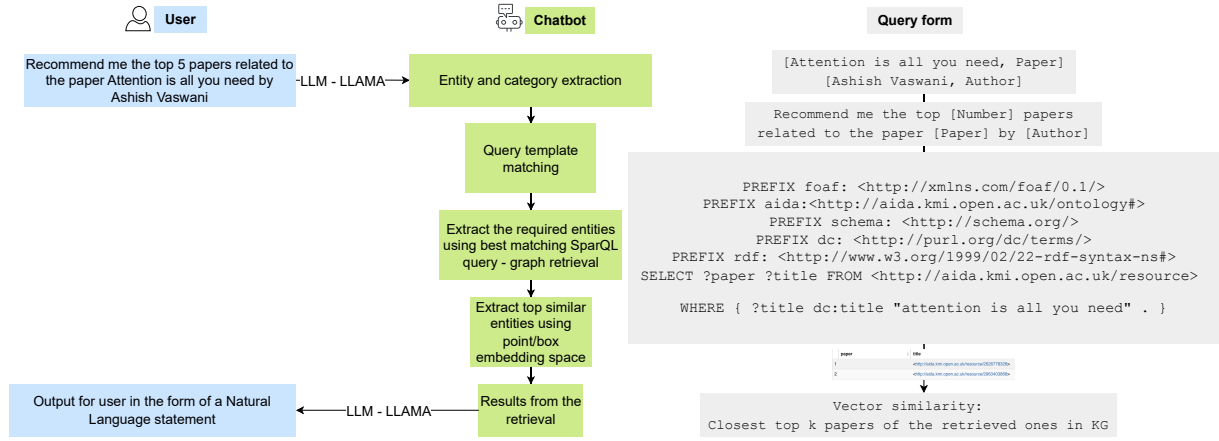 User
Chatbot
Query form
Recommend me the top 5 papers related to
the paper Attention is all you need by
Ashish Vaswani
LLM - LLAMA
Entity and category extraction
[Attention is all you need, Paper]
[Ashish Vaswani, Author]
Query template
matching
Recommend me the top [Number] papers
related to the paper [Paper] by [Author]
Extract the required entities
using best matching SparQL
query - graph retrieval
PREFIX foaf: <http://xmlns.com/foaf/0.1/>
PREFIX aida:<http://aida.kmi.open.ac.uk/ontology#>
PREFIX schema: <http://schema.org/>
PREFIX dc: <http://purl.org/dc/terms/>
PREFIX rdf: <http://www.w3.org/1999/02/22-rdf-syntax-ns#>
SELECT ?paper ?title FROM <http://aida.kmi.open.ac.uk/resource>
WHERE { ?title dc:title "attention is all you need" . }
Extract top similar
entities using
point/box
embedding space
paper title
1
2
Output for user in the form of a Natural
Language statement
LLM - LLAMA
Results from the
retrieval
Vector similarity:
Closest top k papers of the retrieved ones in KG